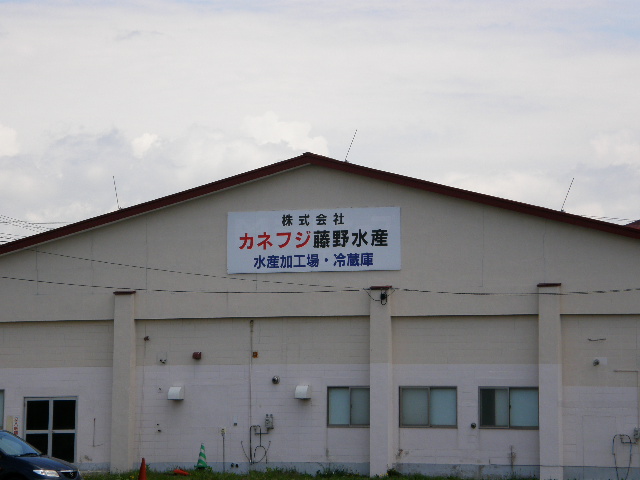 株式会社
カネフジ藤野水産
水産加工場・冷蔵庫